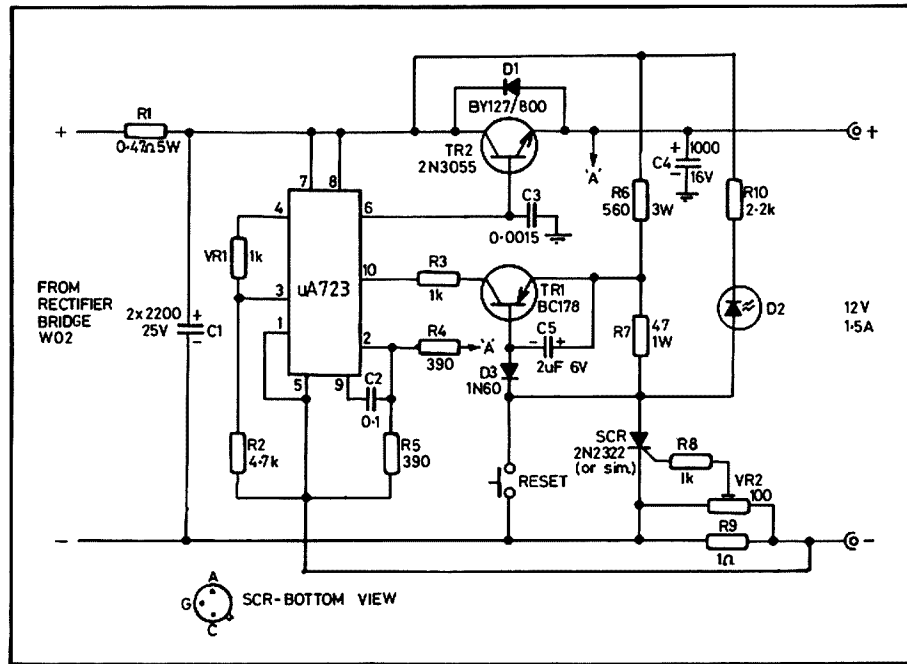 D1
BY127/800
R1
0.47Ω5W
TR2
2N3055
'A'
+
1000
C4
-
16V
+
+
7
8
4
6
C3
0.0015
R6
560
3W
R10
2.2k
VR1
1k
3
uA723
10
R3
1k
TR1
BC178
FROM
RECTIFIER
BRIDGE
W02
2x2200
25V
+
C1
-
1
2
R4
390
'A'
-
C5
+
2uF 6V
R7
47
1W
D2
12V
1.5A
D3
1N60
5
9
C2
0.1
R2
4.7k
R5
390
RESET
SCR
2N2322
(or sim.)
R8
1k
VR2
100
R9
1Ω
-
-
A
G
C
SCR-BOTTOM VIEW